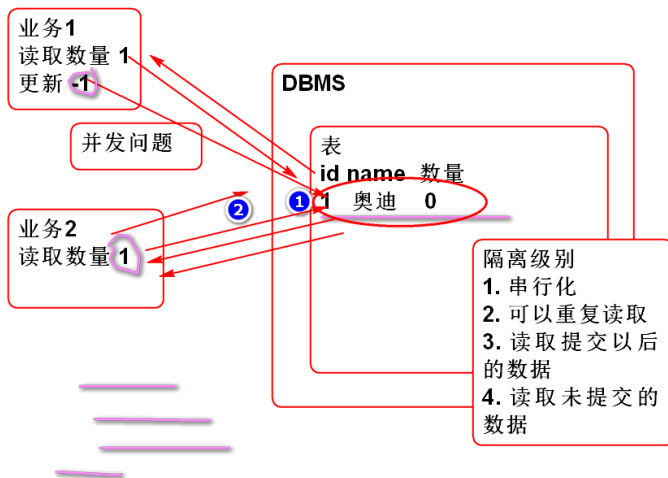 业务1
读取数量 1
更新 -1
并发问题
DBMS
表
id name 数量
1 奥迪 0
1
2
业务2
读取数量 1
隔离级别
1. 串行化
2. 可以重复读取
3. 读取提交以后
的数据
4. 读取未提交的
数据